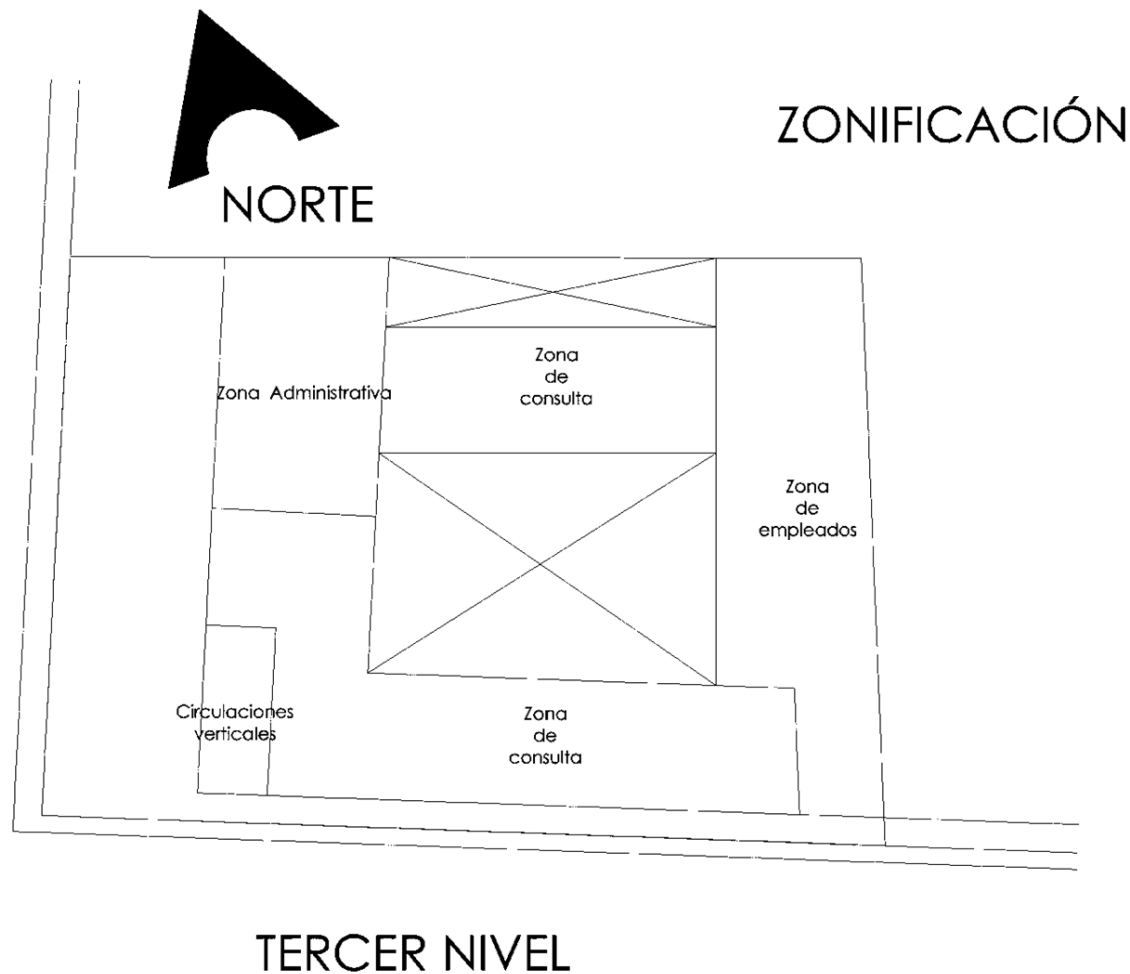 ZONIFICACIÓN
NORTE
Zona
de
consulta
Zona Administrativa
Zona
de
empleados
Circulaciones
verticales
Zona
de
consulta
TERCER NIVEL